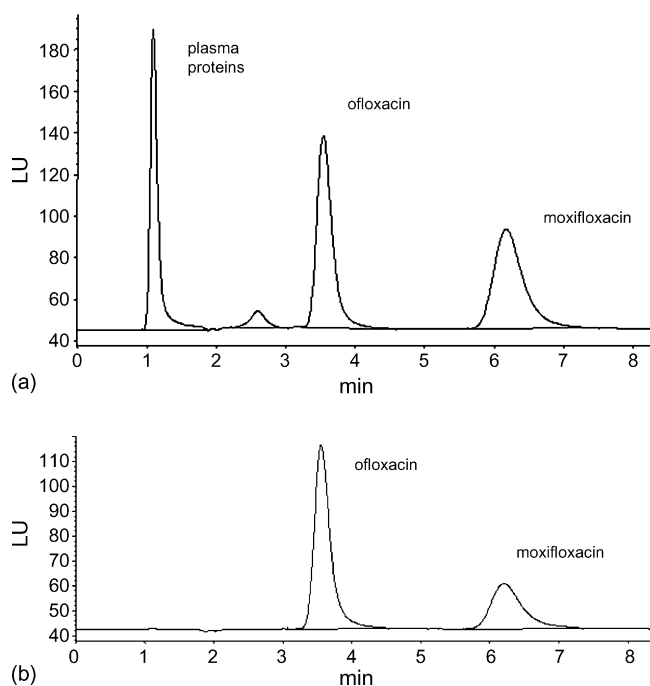 180
160
140
120
100
80
60
40
LU
plasma
proteins
ofloxacin
moxifloxacin
0 1 2 3 4 5 6 7 8
min
(a)
110
100
90
80
70
60
50
40
LU
ofloxacin
moxifloxacin
0 1 2 3 4 5 6 7 8
min
(b)